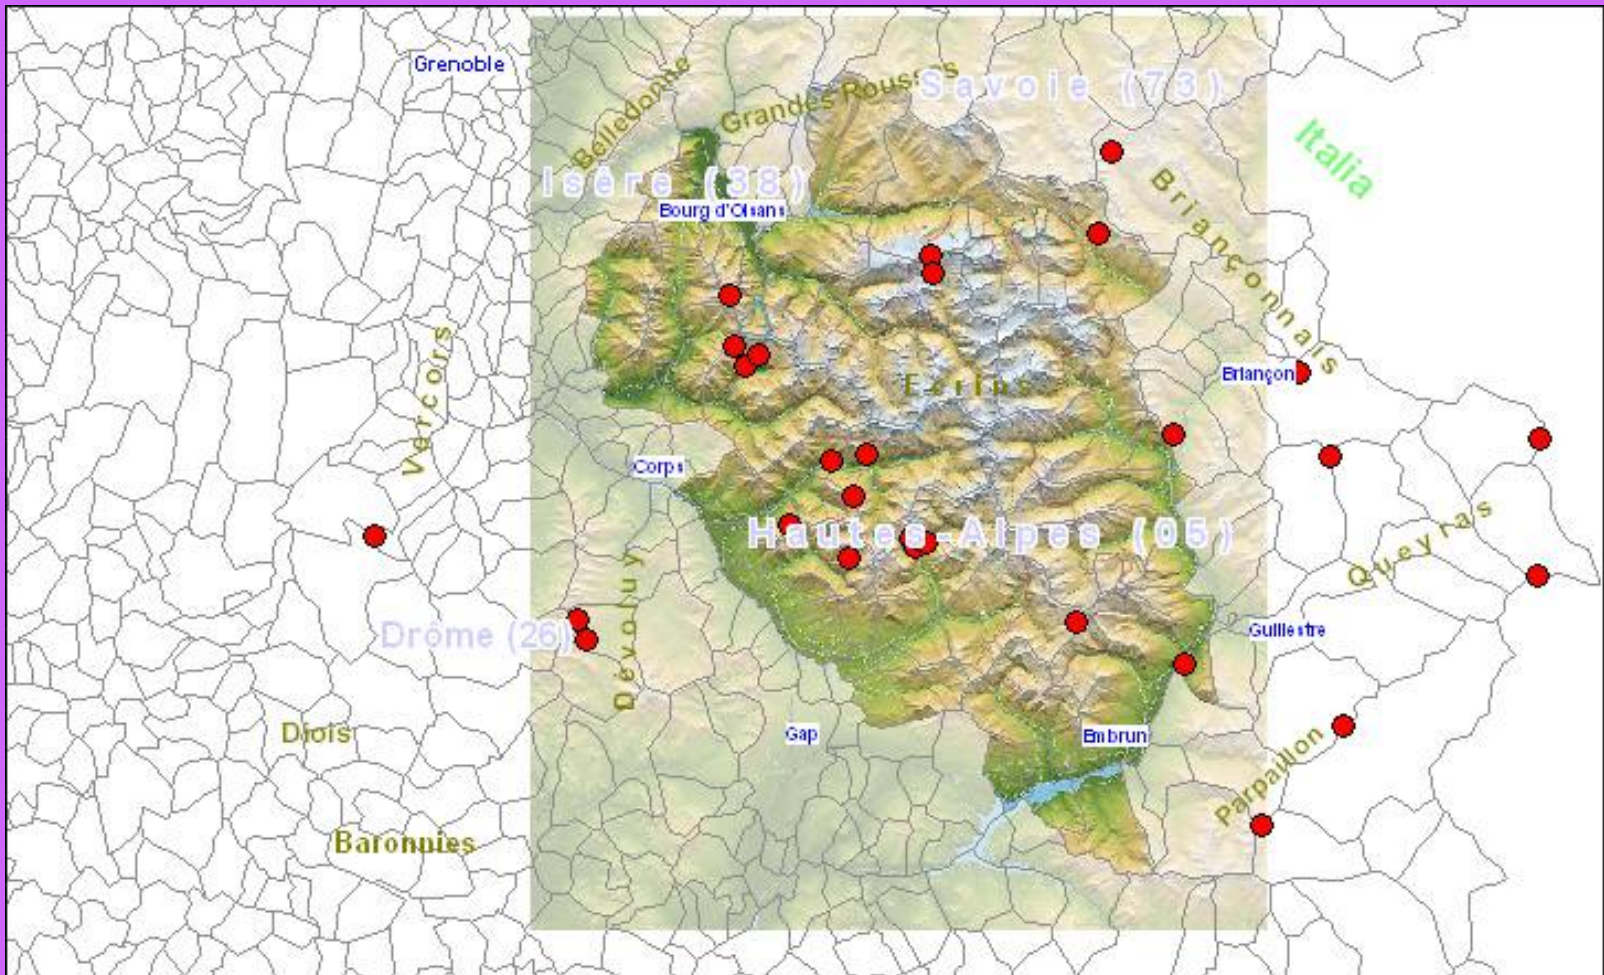 Grenoble
Belledonne
Grandes Rousses
Savoie (73)
Italia
Isère (38)
Bourg d'Oisans
Briançonnais
Vercors
Briançon
Ecrins
Corps
Queyras
Hautes-Alpes (05)
Dévoluy
Drôme (26)
Guillestre
Diois
Gap
Embrun
Parpaillon
Baronnies